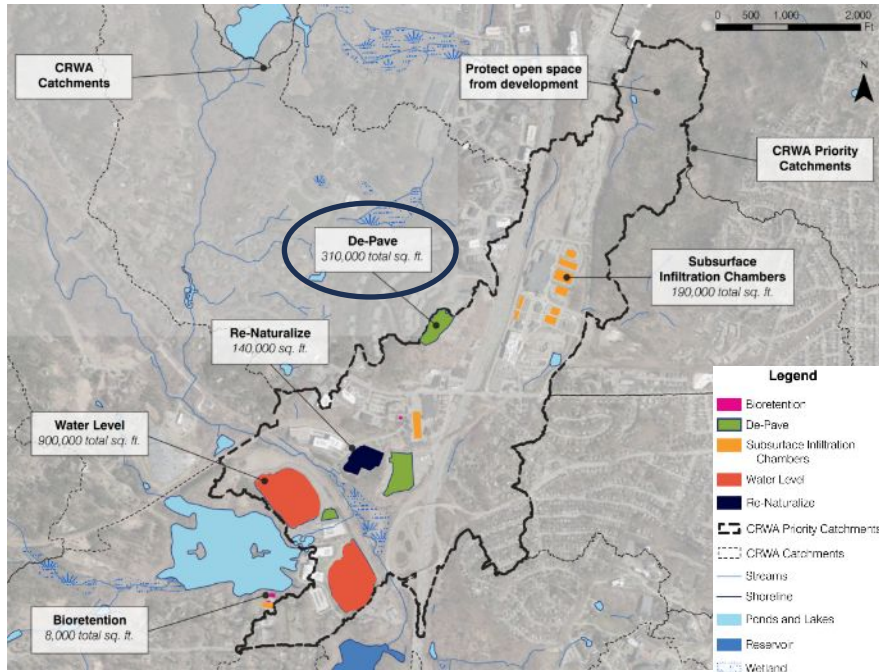 0 500 1,000 2,000
Ft
N
CRWA
Catchments
Protect open space
from development
CRWA Priority
Catchments
De-Pave
310,000 total sq. ft.
Subsurface
Infiltration Chambers
190,000 total sq. ft.
Re-Naturalize
140,000 sq. ft.
Water Level
900,000 total sq. ft.
Bioretention
8,000 total sq. ft.
Legend
Bioretention
De-Pave
Subsurface Infiltration
Chambers
Water Level
Re-Naturalize
CRWA Priority Catchments
CRWA Catchments
Streams
Shoreline
Ponds and Lakes
Reservoir
Wetland